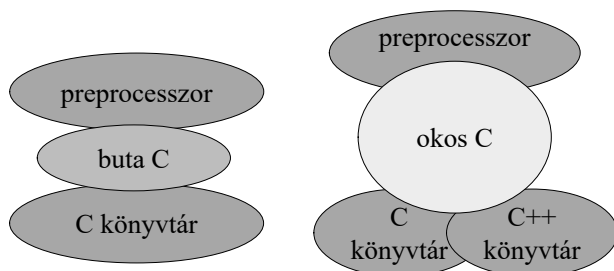 preprocesszor
buta C
C könyvtár
preprocesszor
okos C
C
könyvtár
C++
könyvtár